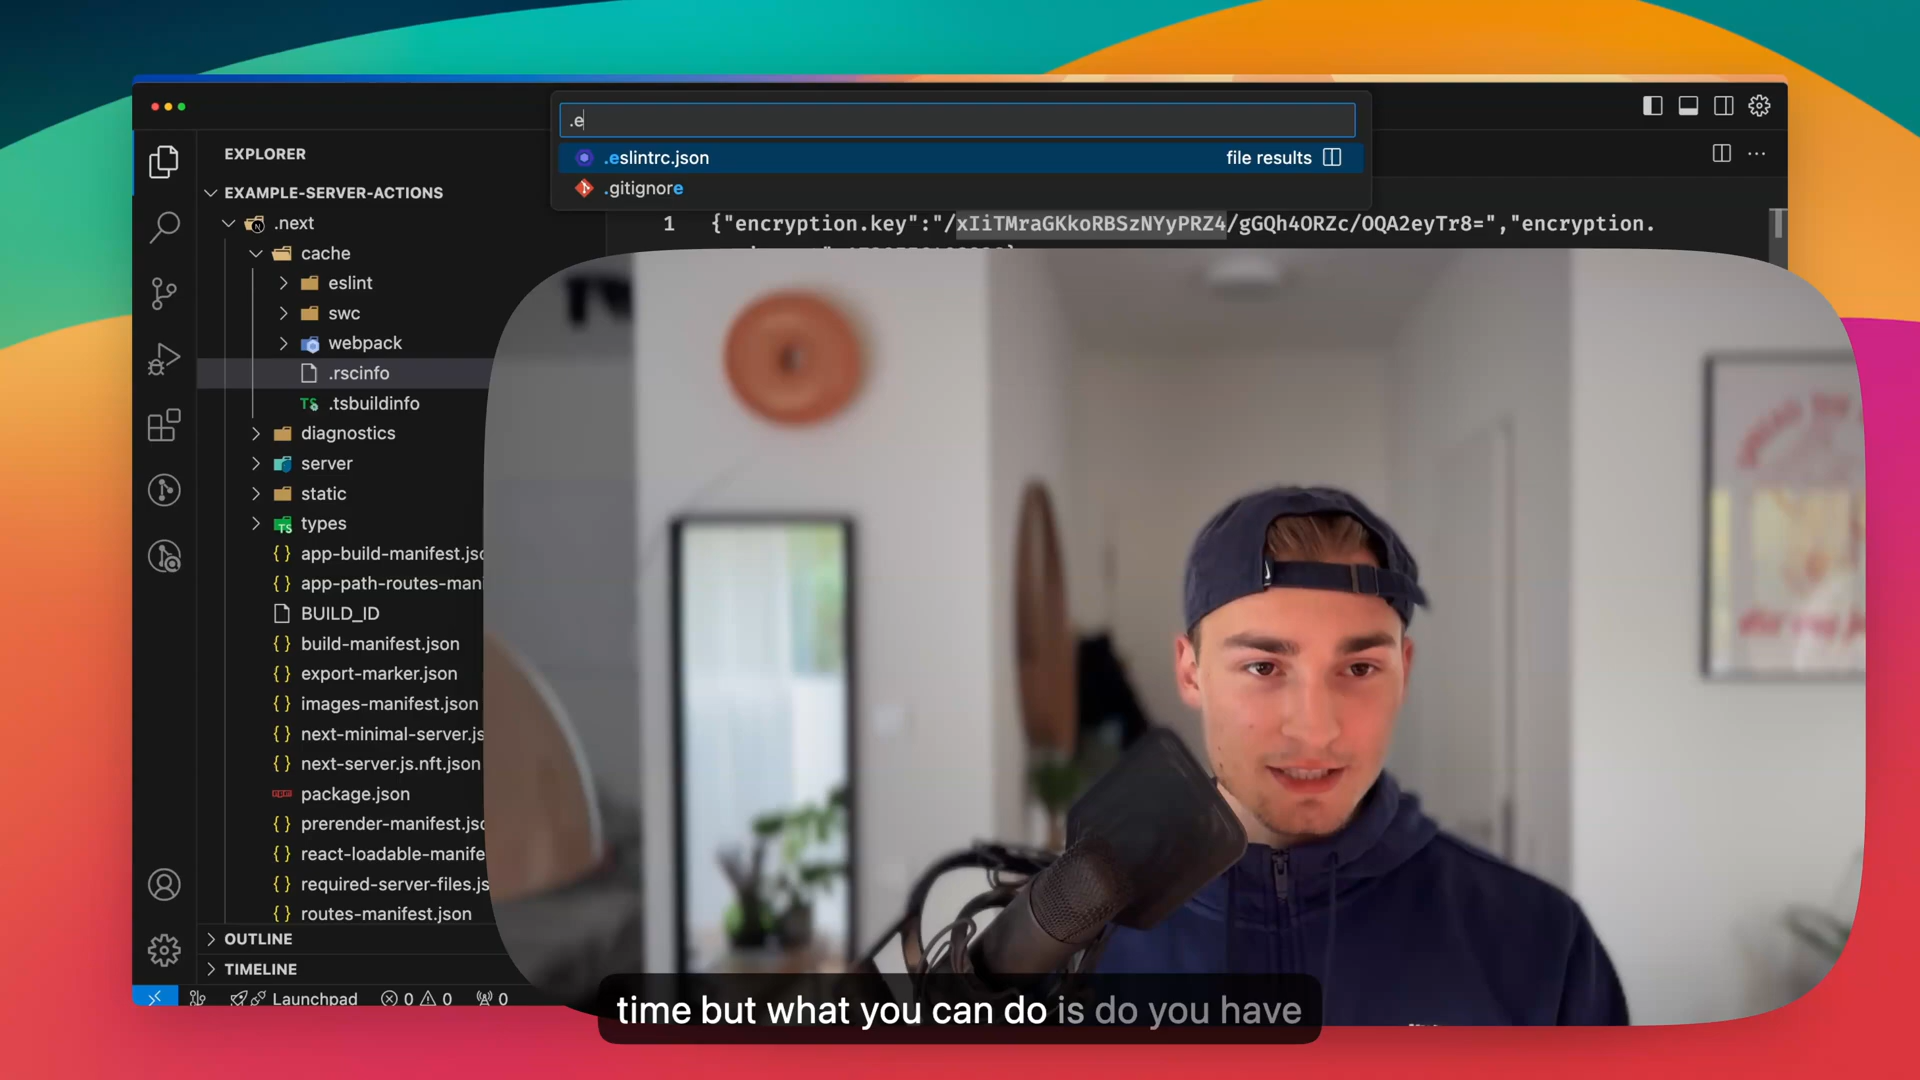 .e
.eslintrc.json file results
.gitignore
EXPLORER
EXAMPLE-SERVER-ACTIONS
.next
cache
eslint
swc
webpack
.rscinfo
.tsbuildinfo
diagnostics
server
static
types
app-build-manifest.jsc
app-path-routes-mani
BUILD_ID
build-manifest.json
export-marker.json
images-manifest.json
next-minimal-server.js
next-server.js.nft.json
package.json
prerender-manifest.jsc
react-loadable-manife
required-server-files.js
routes-manifest.json
OUTLINE
TIMELINE
Launchpad 0 0 0
1 {"encryption.key":"/xIiTMraGKkoRBSzNYyPRZ4/gGQh4ORZc/OQA2eyTr8=","encryption.
time but what you can do is do you have